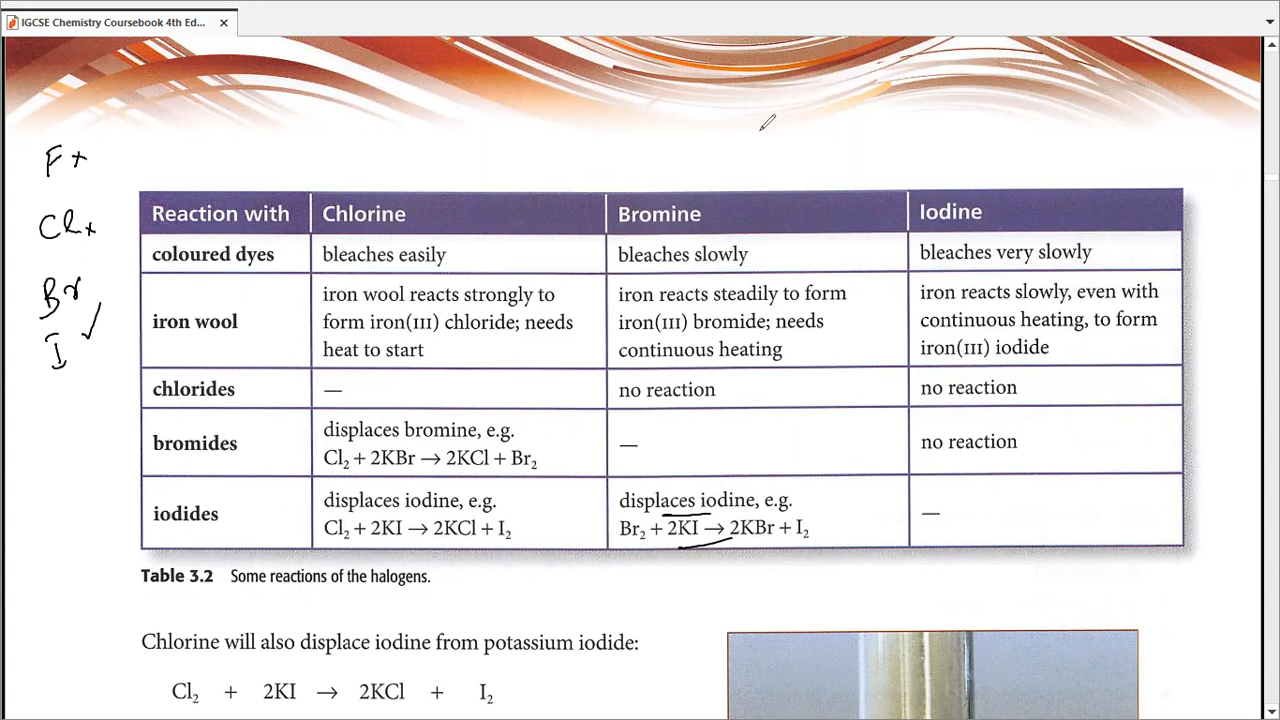 IGCSE Chemistry Coursebook 4th Ed...
F x
Cl x
Br
I ✓
Reaction with Chlorine Bromine Iodine
coloured dyes bleaches easily bleaches slowly bleaches very slowly
iron wool iron wool reacts strongly to form iron(III) chloride; needs heat to start iron reacts steadily to form iron(III) bromide; needs continuous heating iron reacts slowly, even with continuous heating, to form iron(III) iodide
chlorides — no reaction no reaction
bromides displaces bromine, e.g. Cl₂ + 2KBr → 2KCl + Br₂ — no reaction
iodides displaces iodine, e.g. Cl₂ + 2KI → 2KCl + I₂ displaces iodine, e.g. Br₂ + 2KI → 2KBr + I₂ —
Table 3.2 Some reactions of the halogens.
Chlorine will also displace iodine from potassium iodide:
Cl₂ + 2KI → 2KCl + I₂